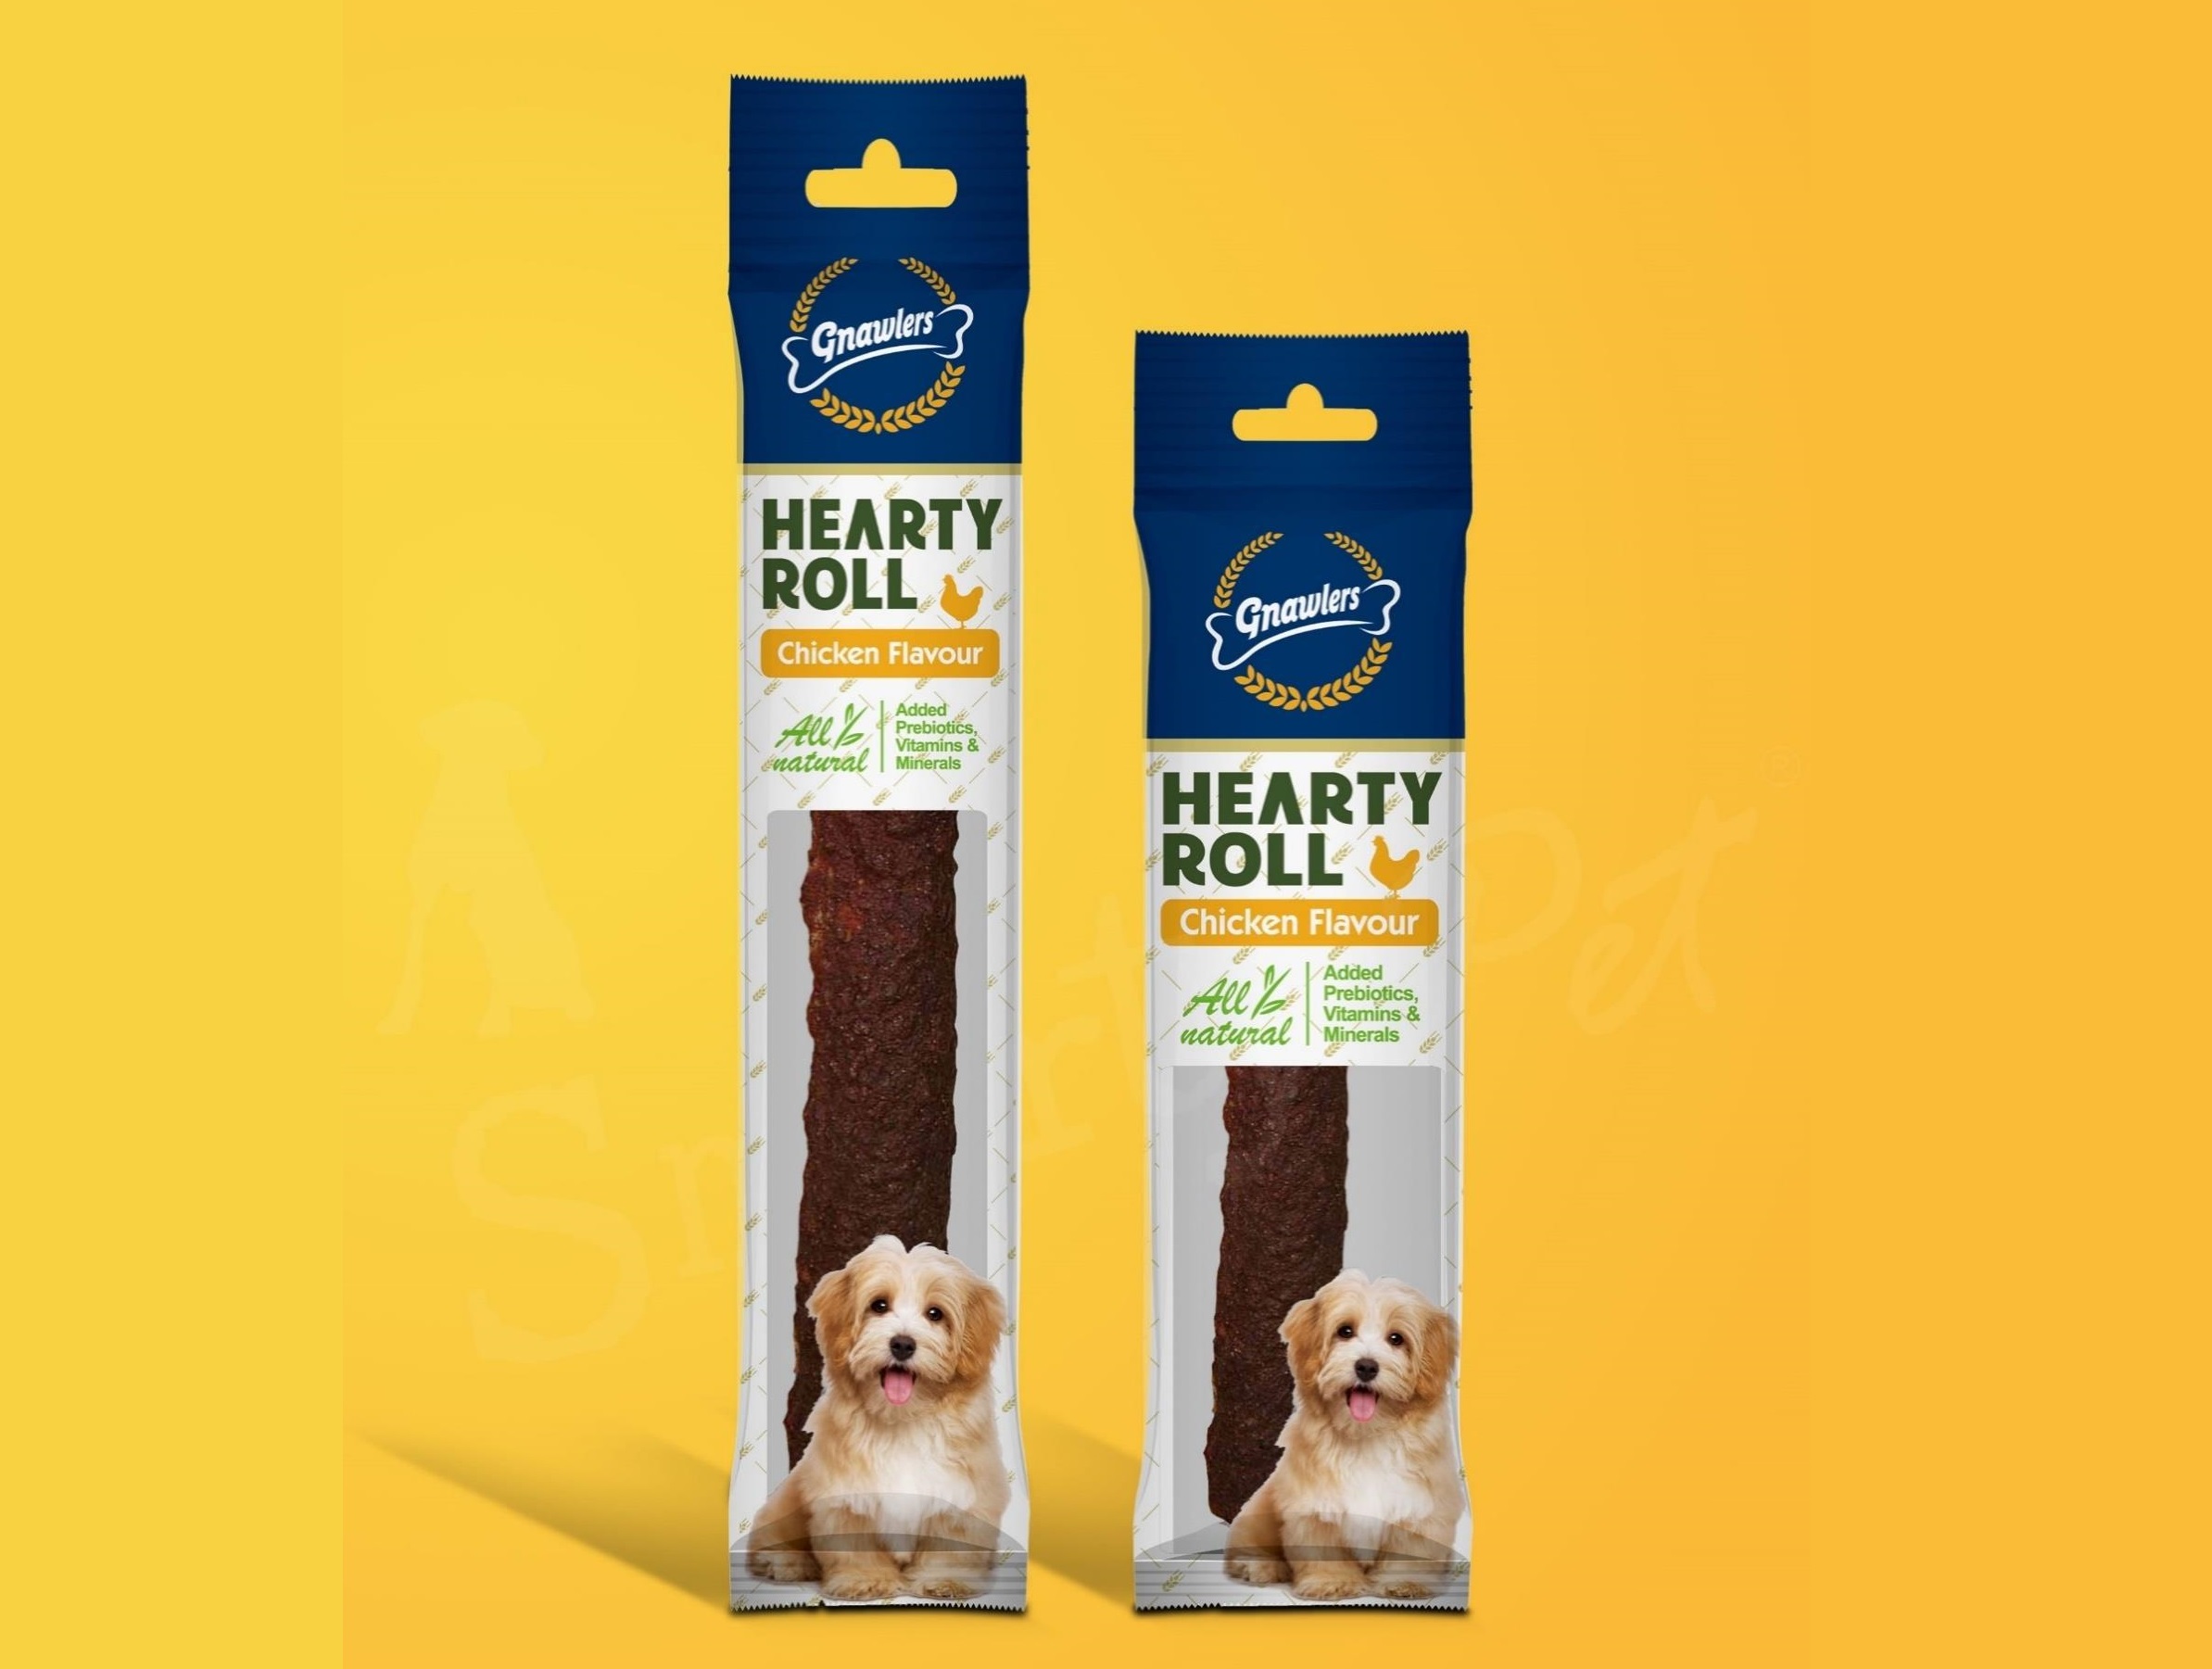 Gnawlers
HEARTY
ROLL
Chicken Flavour
All
natural
Added
Prebiotics,
Vitamins &
Minerals
Gnawlers
HEARTY
ROLL
Chicken Flavour
All
natural
Added
Prebiotics,
Vitamins &
Minerals
Pet
®